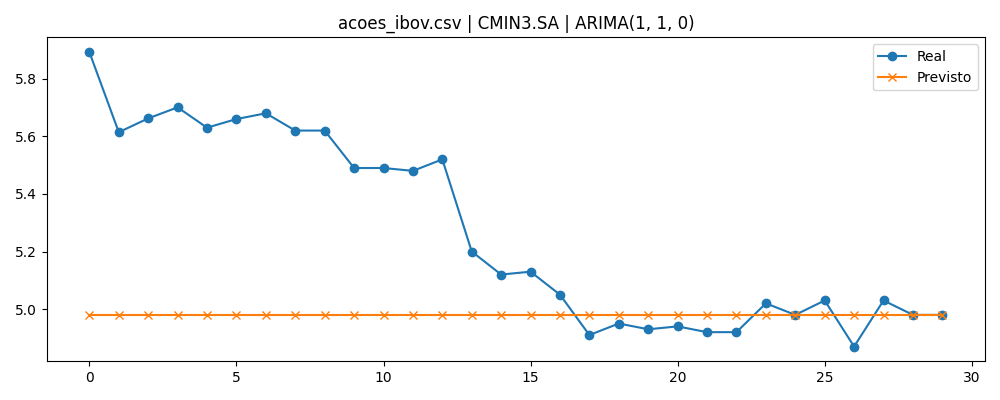 acoes_ibov.csv | CMIN3.SA | ARIMA(1, 1, 0)
Real
Previsto
5.8
5.6
5.4
5.2
5.0
0 5 10 15 20 25 30